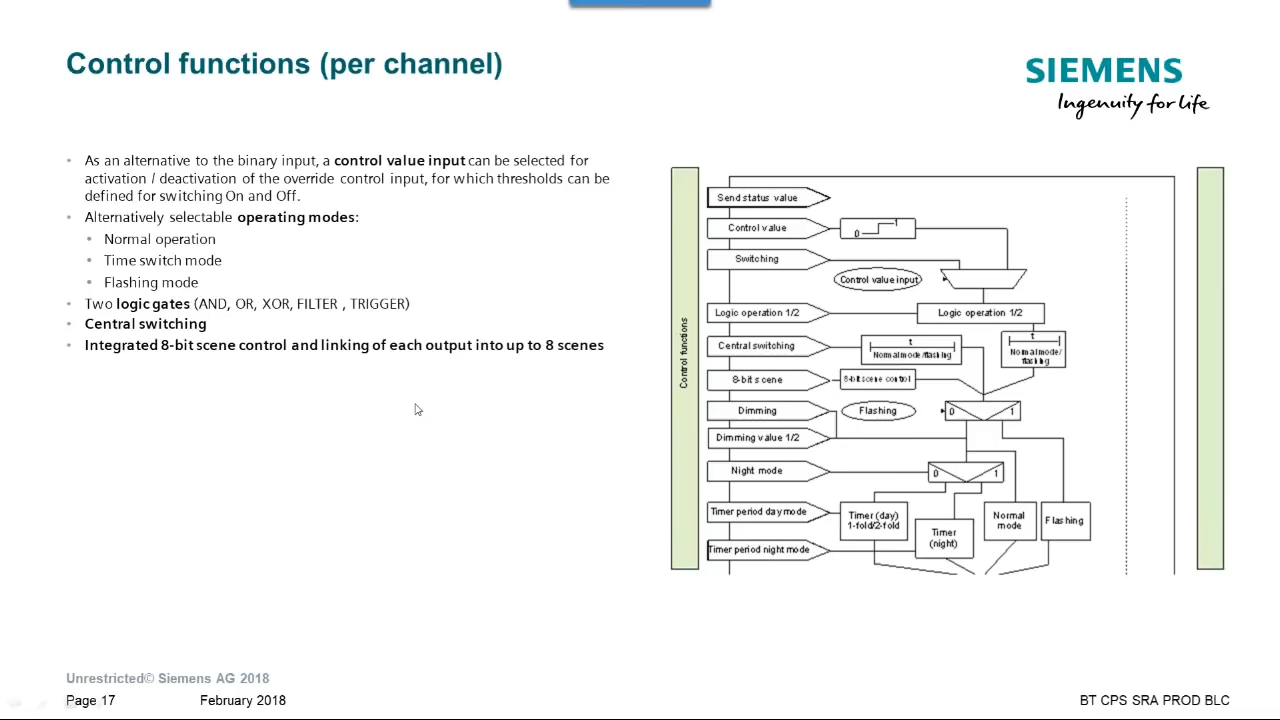 Control functions (per channel)
SIEMENS
Ingenuity for life
As an alternative to the binary input, a control value input can be selected for
activation / deactivation of the override control input, for which thresholds can be
defined for switching On and Off.
Alternatively selectable operating modes:
Normal operation
Time switch mode
Flashing mode
Two logic gates (AND, OR, XOR, FILTER , TRIGGER)
Central switching
Integrated 8-bit scene control and linking of each output into up to 8 scenes
Control functions
Send status value
Control value
0 1
Switching
Control value input
Logic operation 1/2
Logic operation 1/2
Central switching
t
Normal mode/flashing
t
Normal mode/
flashing
8-bit scene
8-bit scene control
Dimming
Flashing
0 1
Dimming value 1/2
Night mode
0 1
Timer period day mode
Timer (day)
1-fold/2-fold
Timer
(night)
Normal
mode
Flashing
Timer period night mode
Unrestricted© Siemens AG 2018
Page 17
February 2018
BT CPS SRA PROD BLC